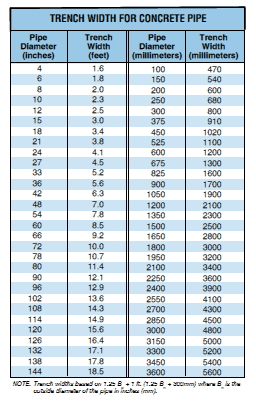 TRENCH WIDTH FOR CONCRETE PIPE
Pipe Trench Pipe Trench
Diameter Width Diameter Width
(inches) (feet) (millimeters) (millimeters)
4 1.6 100 470
6 1.8 150 540
8 2.0 200 600
10 2.3 250 680
12 2.5 300 800
15 3.0 375 910
18 3.4 450 1020
21 3.8 525 1100
24 4.1 600 1200
27 4.5 675 1300
33 5.2 825 1600
36 5.6 900 1700
42 6.3 1050 1900
48 7.0 1200 2100
54 7.8 1350 2300
60 8.5 1500 2500
66 9.2 1650 2800
72 10.0 1800 3000
78 10.7 1950 3200
80 11.4 2100 3400
90 12.1 2250 3600
96 12.9 2400 3900
102 13.6 2550 4100
108 14.3 2700 4300
114 14.9 2850 4500
120 15.6 3000 4800
126 16.4 3150 5000
132 17.1 3300 5200
138 17.8 3450 5400
144 18.5 3600 5600
NOTE. Trench widths based on 1.25 B + 1 ft. (1.25 B + 300mm) where B is the
outside diameter of the pipe in inches (mm).